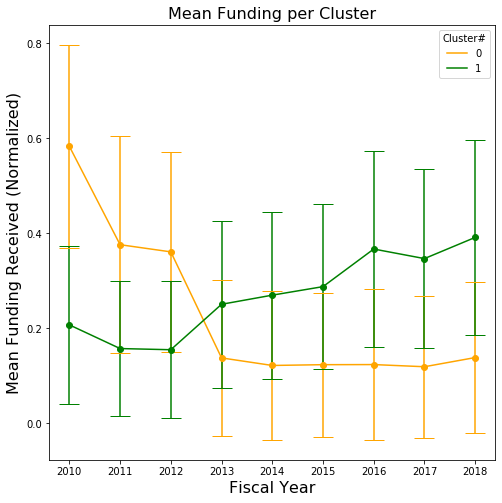 Mean Funding per Cluster
Cluster#
0
1
0.8
0.6
0.4
0.2
0.0
Mean Funding Received (Normalized)
2010 2011 2012 2013 2014 2015 2016 2017 2018
Fiscal Year